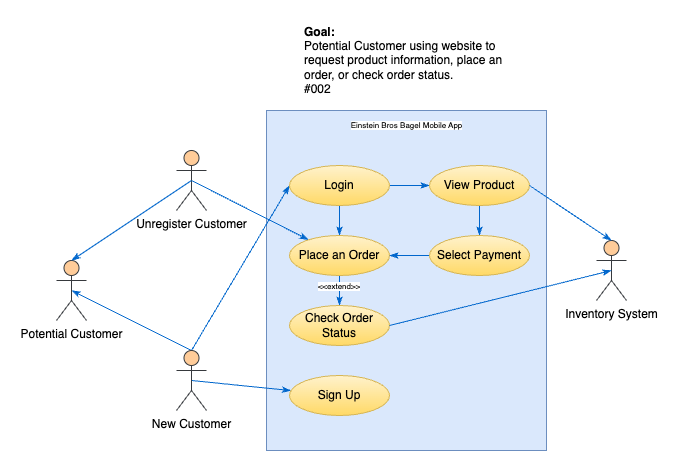 Goal:
Potential Customer using website to
request product information, place an
order, or check order status.
#002
Einstein Bros Bagel Mobile App
Login
View Product
Unregister Customer
Place an Order
Select Payment
<<extend>>
Inventory System
Check Order
Status
Potential Customer
Sign Up
New Customer